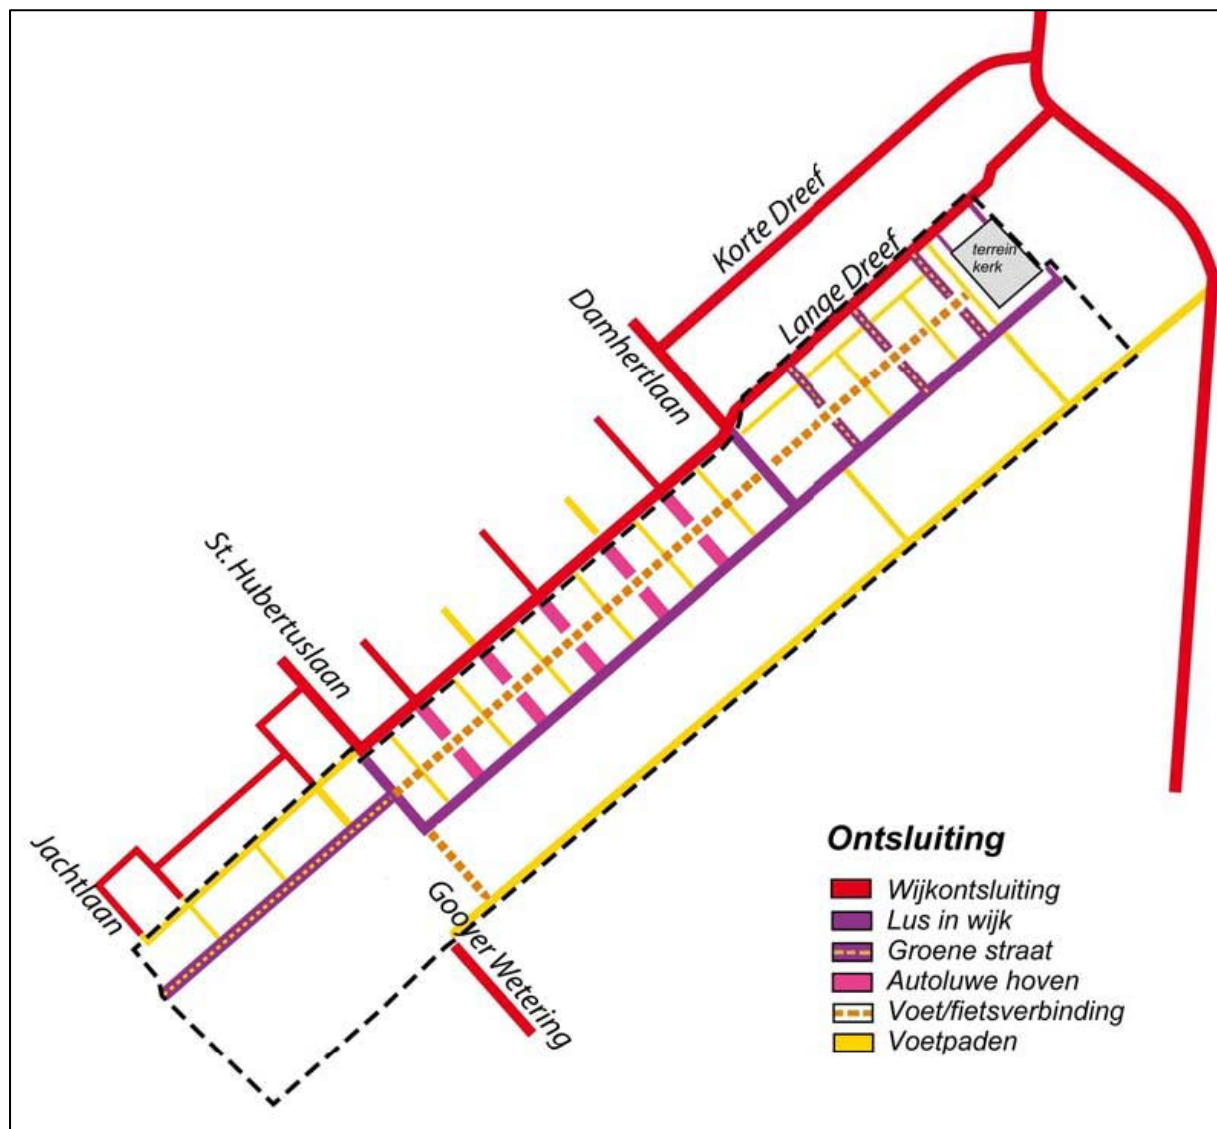 Korte Dreef
terrein
kerk
Lange Dreef
Damhertlaan
St. Hubertuslaan
Jachtlaan
Gooyer Wetering
Ontsluiting
Wijkontsluiting
Lus in wijk
Groene straat
Autoluwe hoven
Voet/fietsverbinding
Voetpaden